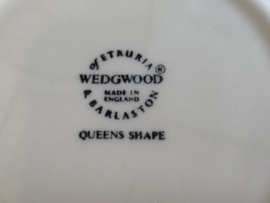 of ETRURIA
WEDGWOOD®
MADE IN
ENGLAND
& BARLASTON
QUEENS SHAPE